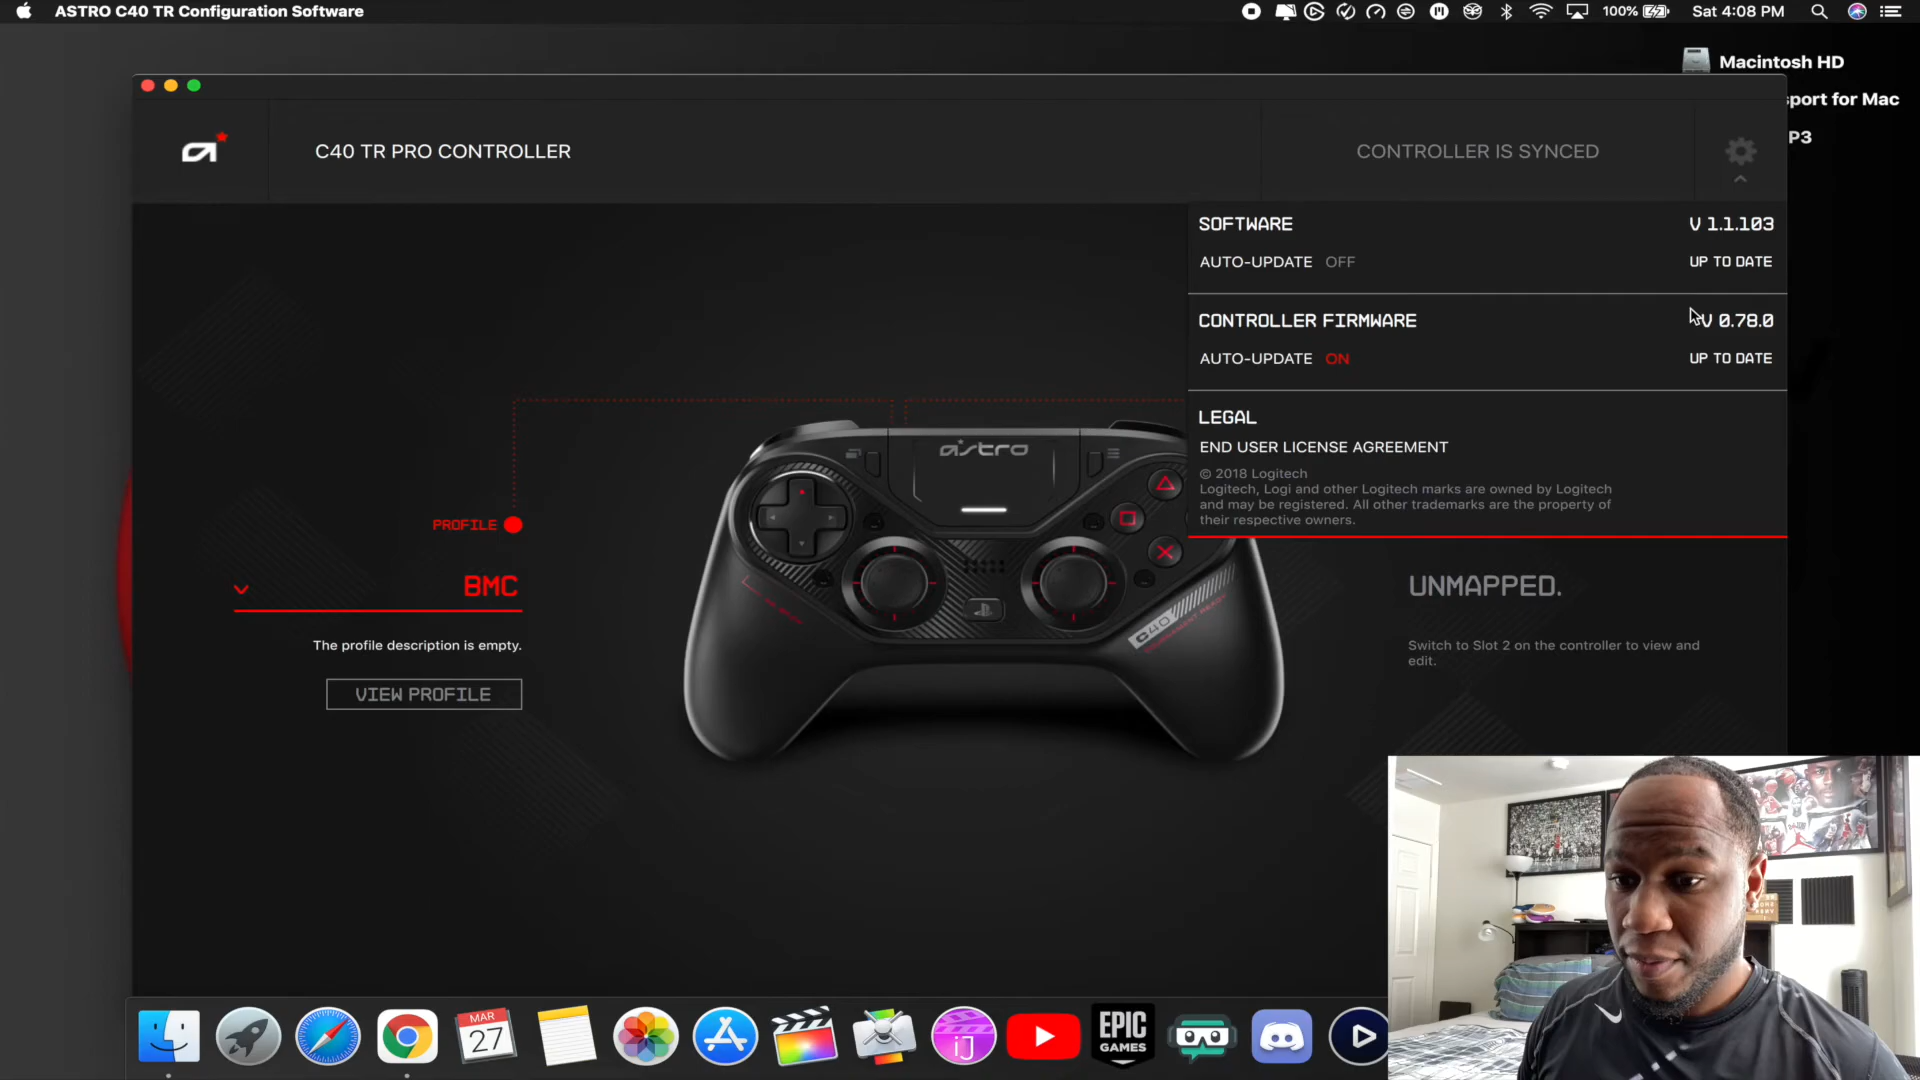 ASTRO C40 TR Configuration Software
100%
Sat 4:08 PM
Macintosh HD
sport for Mac
P3
C40 TR PRO CONTROLLER
CONTROLLER IS SYNCED
SOFTWARE
V 1.1.103
AUTO-UPDATE OFF
UP TO DATE
CONTROLLER FIRMWARE
V 0.78.0
AUTO-UPDATE ON
UP TO DATE
LEGAL
END USER LICENSE AGREEMENT
© 2018 Logitech
Logitech, Logi and other Logitech marks are owned by Logitech
and may be registered. All other trademarks are the property of
their respective owners.
astro
C40
PROFILE
BMC
The profile description is empty.
VIEW PROFILE
UNMAPPED.
Switch to Slot 2 on the controller to view and
edit.
MAR
27
ij
EPIC
GAMES